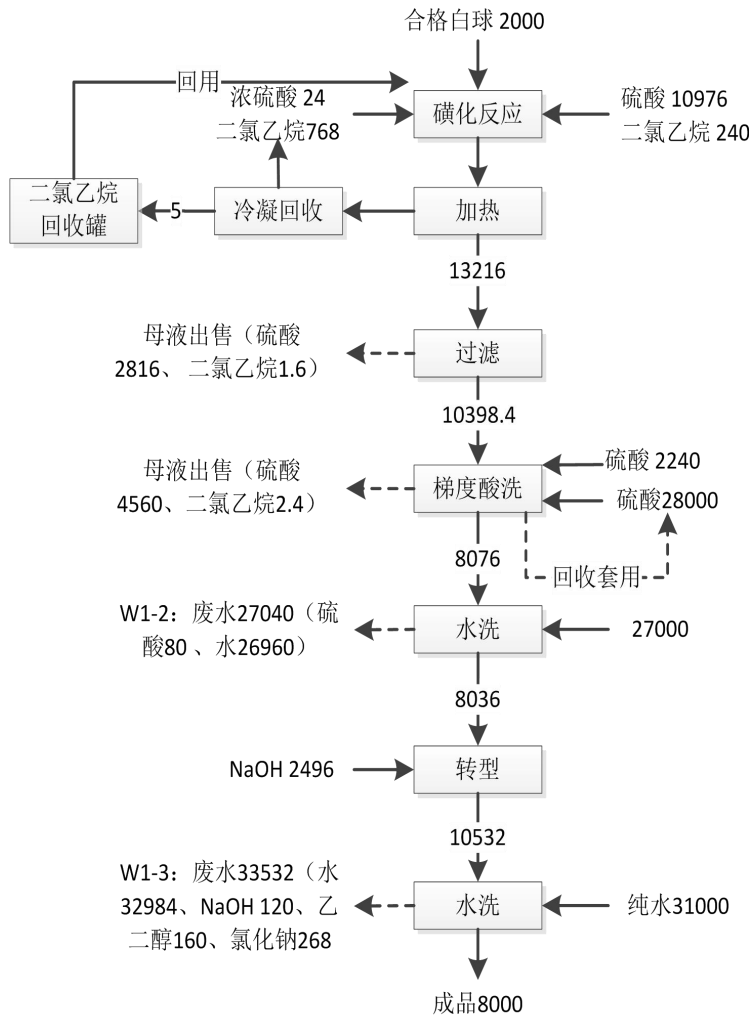 合格白球 2000
回用
浓硫酸 24
二氯乙烷768
磺化反应
硫酸 10976
二氯乙烷 240
二氯乙烷
回收罐
5
冷凝回收
加热
13216
母液出售（硫酸
2816、 二氯乙烷1.6）
过滤
10398.4
母液出售（硫酸
4560、二氯乙烷2.4）
梯度酸洗
硫酸 2240
硫酸28000
8076
回收套用
W1-2：废水27040（硫
酸80 、水26960）
水洗
27000
8036
NaOH 2496
转型
10532
W1-3：废水33532（水
32984、NaOH 120、乙
二醇160、氯化钠268
水洗
纯水31000
成品8000